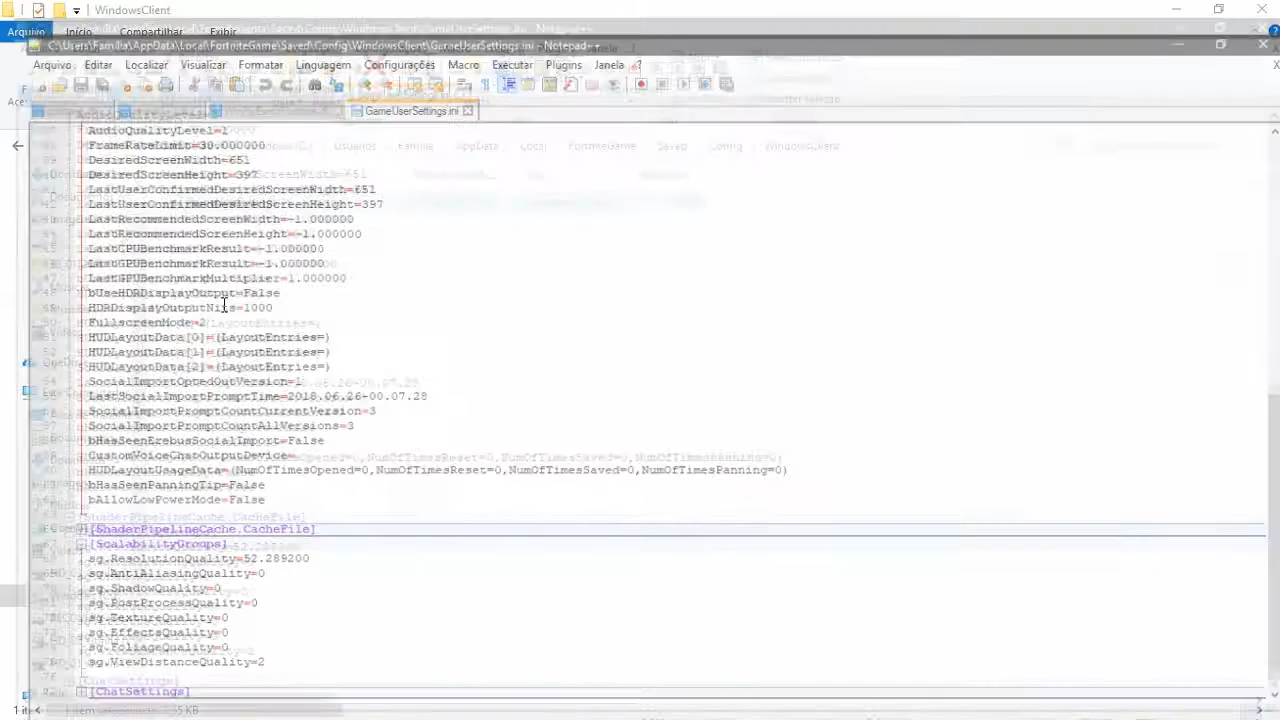 WindowsClient
Arquivo Início Compartilhar Exibir
C:\Users\Familia\AppData\Local\FortniteGame\Saved\Config\WindowsClient\GameUserSettings.ini - Notepad++
Arquivo Editar Localizar Visualizar Formatar Linguagem Configurações Macro Executar Plugins Janela ?
GameUserSettings.ini
AudioQualityLevel=1
FrameRateLimit=30.000000
DesiredScreenWidth=651
DesiredScreenHeight=397
LastUserConfirmedDesiredScreenWidth=651
LastUserConfirmedDesiredScreenHeight=397
LastRecommendedScreenWidth=-1.000000
LastRecommendedScreenHeight=-1.000000
LastCPUBenchmarkResult=-1.000000
LastGPUBenchmarkResult=-1.000000
LastGPUBenchmarkMultiplier=1.000000
bUseHDRDisplayOutput=False
HDRDisplayOutputNits=1000
FullscreenMode=2
HUDLayoutData[0]=(LayoutEntries=)
HUDLayoutData[1]=(LayoutEntries=)
HUDLayoutData[2]=(LayoutEntries=)
SocialImportOptedOutVersion=1
LastSocialImportPromptTime=2018.06.26-00.07.28
SocialImportPromptCountCurrentVersion=3
SocialImportPromptCountAllVersions=3
bHasSeenErebusSocialImport=False
CustomVoiceChatOutputDevice=
HUDLayoutUsageData=(NumOfTimesOpened=0,NumOfTimesReset=0,NumOfTimesSaved=0,NumOfTimesPanning=0)
bHasSeenPanningTip=False
bAllowLowPowerMode=False
[ShaderPipelineCache.CacheFile]
[ScalabilityGroups]
sg.ResolutionQuality=52.289200
sg.AntiAliasingQuality=0
sg.ShadowQuality=0
sg.PostProcessQuality=0
sg.TextureQuality=0
sg.EffectsQuality=0
sg.FoliageQuality=0
sg.ViewDistanceQuality=2
[ChatSettings]